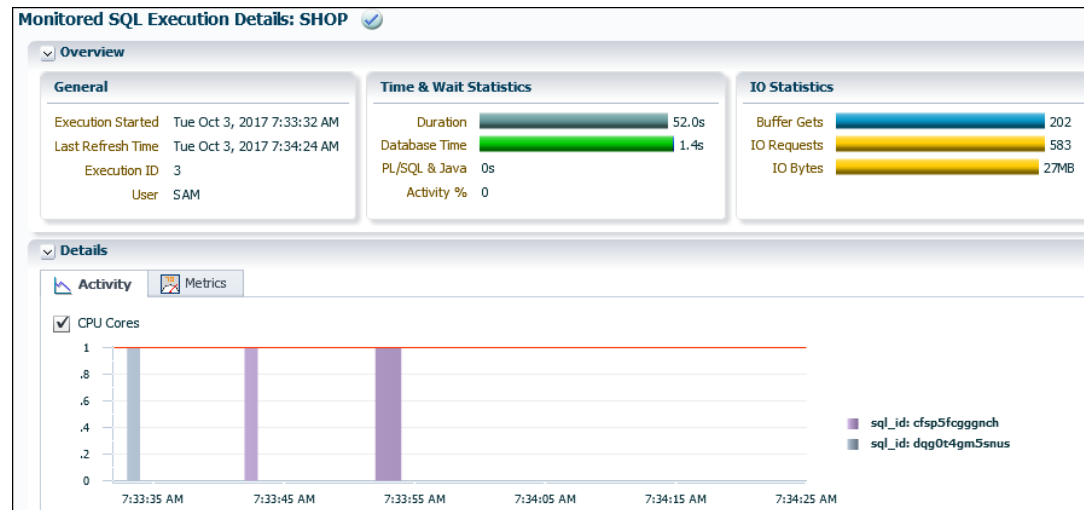 Monitored SQL Execution Details: SHOP
Overview
General
Execution Started Tue Oct 3, 2017 7:33:32 AM
Last Refresh Time Tue Oct 3, 2017 7:34:24 AM
Execution ID 3
User SAM
Time & Wait Statistics
Duration 52.0s
Database Time 1.4s
PL/SQL & Java 0s
Activity % 0
IO Statistics
Buffer Gets 202
IO Requests 583
IO Bytes 27MB
Details
Activity Metrics
CPU Cores
1
.8
.6
.4
.2
0
7:33:35 AM 7:33:45 AM 7:33:55 AM 7:34:05 AM 7:34:15 AM 7:34:25 AM
sql_id: cfsp5fcgggnch
sql_id: dqg0t4gm5snus